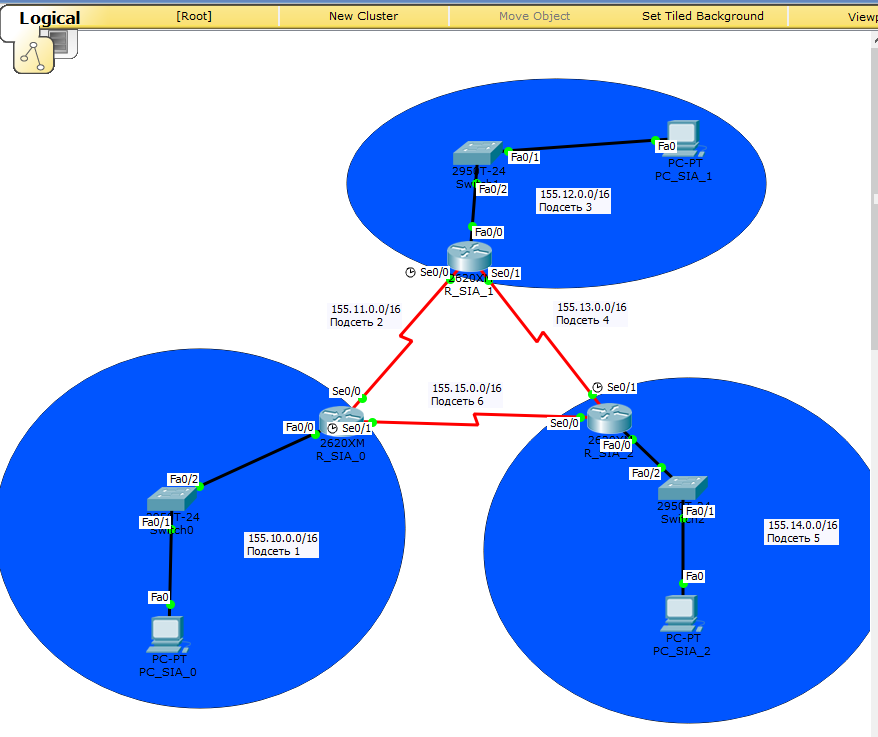 Logical
[Root]
New Cluster
Move Object
Set Tiled Background
Fa0/1
Fa0
2950T-24
PC-PT
PC_SIA_1
Fa0/2
155.12.0.0/16
Подсеть 3
Fa0/0
Se0/0
Se0/1
2620XM
R_SIA_1
155.11.0.0/16
Подсеть 2
155.13.0.0/16
Подсеть 4
Se0/0
155.15.0.0/16
Подсеть 6
Se0/1
Fa0/0
Se0/1
2620XM
R_SIA_0
Se0/0
Fa0/0
R_SIA_2
Fa0/2
Fa0/2
2950T-24
Switch0
Fa0/1
Fa0/1
Switch2
155.10.0.0/16
Подсеть 1
155.14.0.0/16
Подсеть 5
Fa0
Fa0
PC-PT
PC_SIA_0
PC-PT
PC_SIA_2